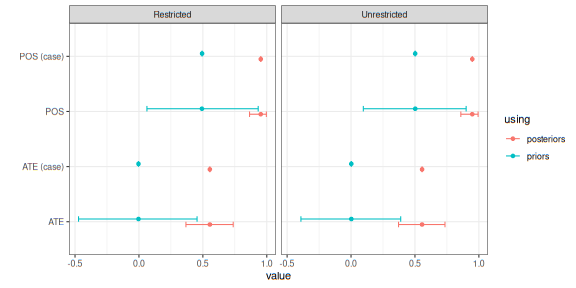 Restricted
Unrestricted
POS (case)
POS
ATE (case)
ATE
-0.5 0.0 0.5 1.0 -0.5 0.0 0.5 1.0
value
using
posteriors
priors